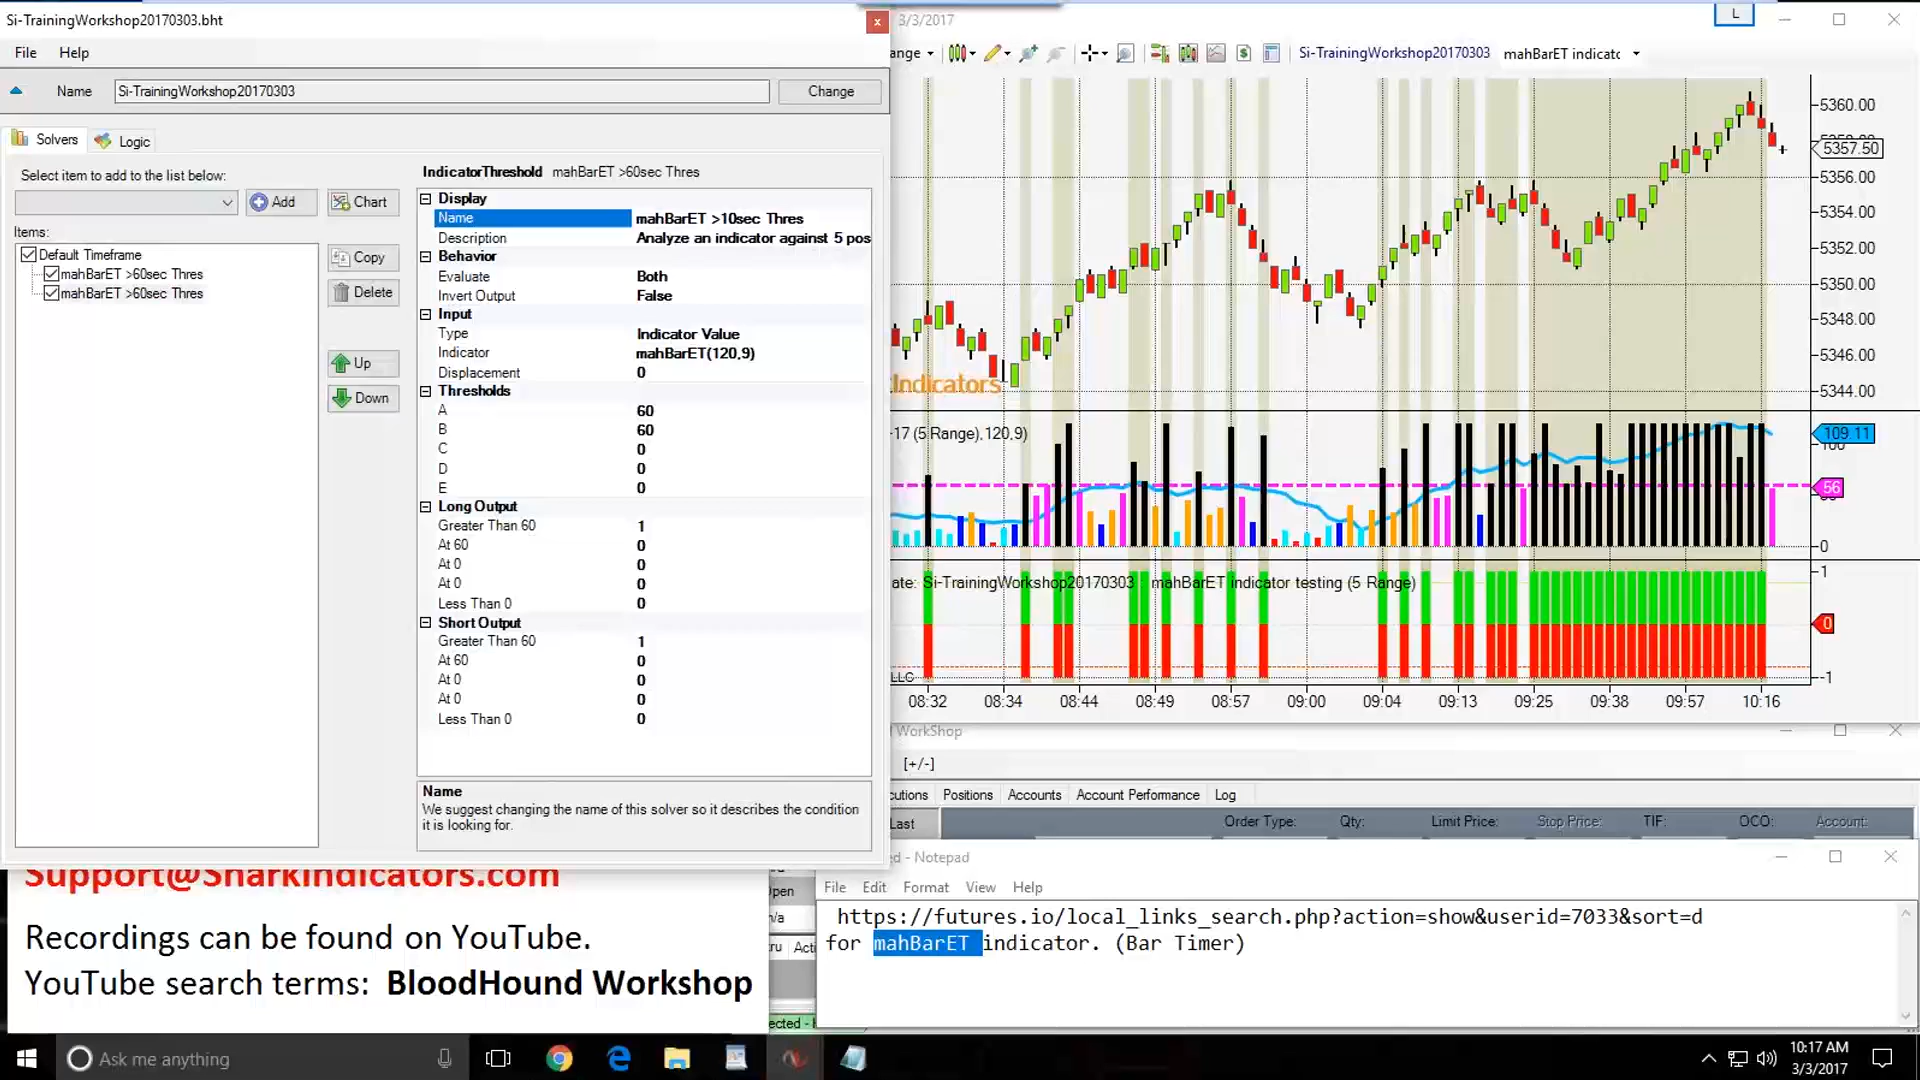 Si-TrainingWorkshop20170303.bht
File Help
Name Si-TrainingWorkshop20170303 Change
Solvers Logic
Select item to add to the list below:
Add Chart
Items:
Default Timeframe
mahBarET >60sec Thres
mahBarET >60sec Thres
Copy
Delete
Up
Down
IndicatorThreshold mahBarET >60sec Thres
Display
Name mahBarET >10sec Thres
Description Analyze an indicator against 5 pos
Behavior
Evaluate Both
Invert Output False
Input
Type Indicator Value
Indicator mahBarET(120,9)
Displacement 0
Thresholds
A 60
B 60
C 0
D 0
E 0
Long Output
Greater Than 60 1
At 60 0
At 0 0
At 0 0
Less Than 0 0
Short Output
Greater Than 60 1
At 60 0
At 0 0
At 0 0
Less Than 0 0
Name
We suggest changing the name of this solver so it describes the condition
it is looking for.
3/3/2017
L
ange Si-TrainingWorkshop20170303 mahBarET indicatc
5360.00
5357.50
5356.00
5354.00
5352.00
5350.00
5348.00
5346.00
5344.00
Indicators
-17 (5 Range),120,9)
109.11
56
0
ate: Si-TrainingWorkshop20170303 : mahBarET indicator testing (5 Range)
1
0
-1
LLC
08:32 08:34 08:44 08:49 08:57 09:00 09:04 09:13 09:25 09:38 09:57 10:16
WorkShop
[+/-]
cutions Positions Accounts Account Performance Log
Last Order Type: Qty: Limit Price: Stop Price: TIF: OCO: Account:
ed - Notepad
File Edit Format View Help
https://futures.io/local_links_search.php?action=show&userid=7033&sort=d
for mahBarET indicator. (Bar Timer)
Support@SharkIndicators.com
Recordings can be found on YouTube.
YouTube search terms: BloodHound Workshop
pen
n/a
ru Acti
ected - 
Ask me anything
10:17 AM
3/3/2017